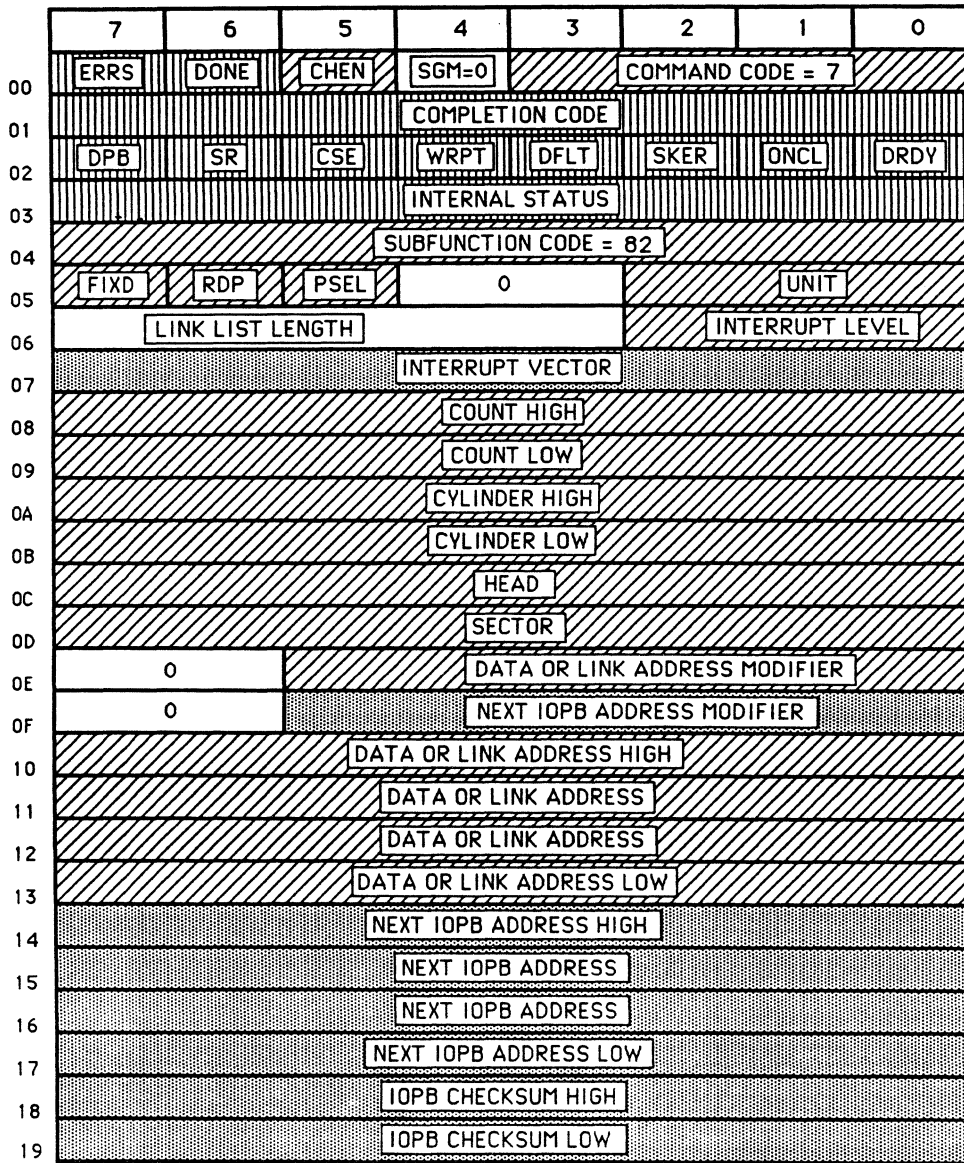 7 6 5 4 3 2 1 0
00 ERRS DONE CHEN SGM=0 COMMAND CODE = 7
01 COMPLETION CODE
02 DPB SR CSE WRPT DFLT SKER ONCL DRDY
03 INTERNAL STATUS
04 SUBFUNCTION CODE = 82
05 FIXD RDP PSEL 0 UNIT
06 LINK LIST LENGTH INTERRUPT LEVEL
07 INTERRUPT VECTOR
08 COUNT HIGH
09 COUNT LOW
0A CYLINDER HIGH
0B CYLINDER LOW
0C HEAD
0D SECTOR
0E 0 DATA OR LINK ADDRESS MODIFIER
0F 0 NEXT IOPB ADDRESS MODIFIER
10 DATA OR LINK ADDRESS HIGH
11 DATA OR LINK ADDRESS
12 DATA OR LINK ADDRESS
13 DATA OR LINK ADDRESS LOW
14 NEXT IOPB ADDRESS HIGH
15 NEXT IOPB ADDRESS
16 NEXT IOPB ADDRESS
17 NEXT IOPB ADDRESS LOW
18 IOPB CHECKSUM HIGH
19 IOPB CHECKSUM LOW